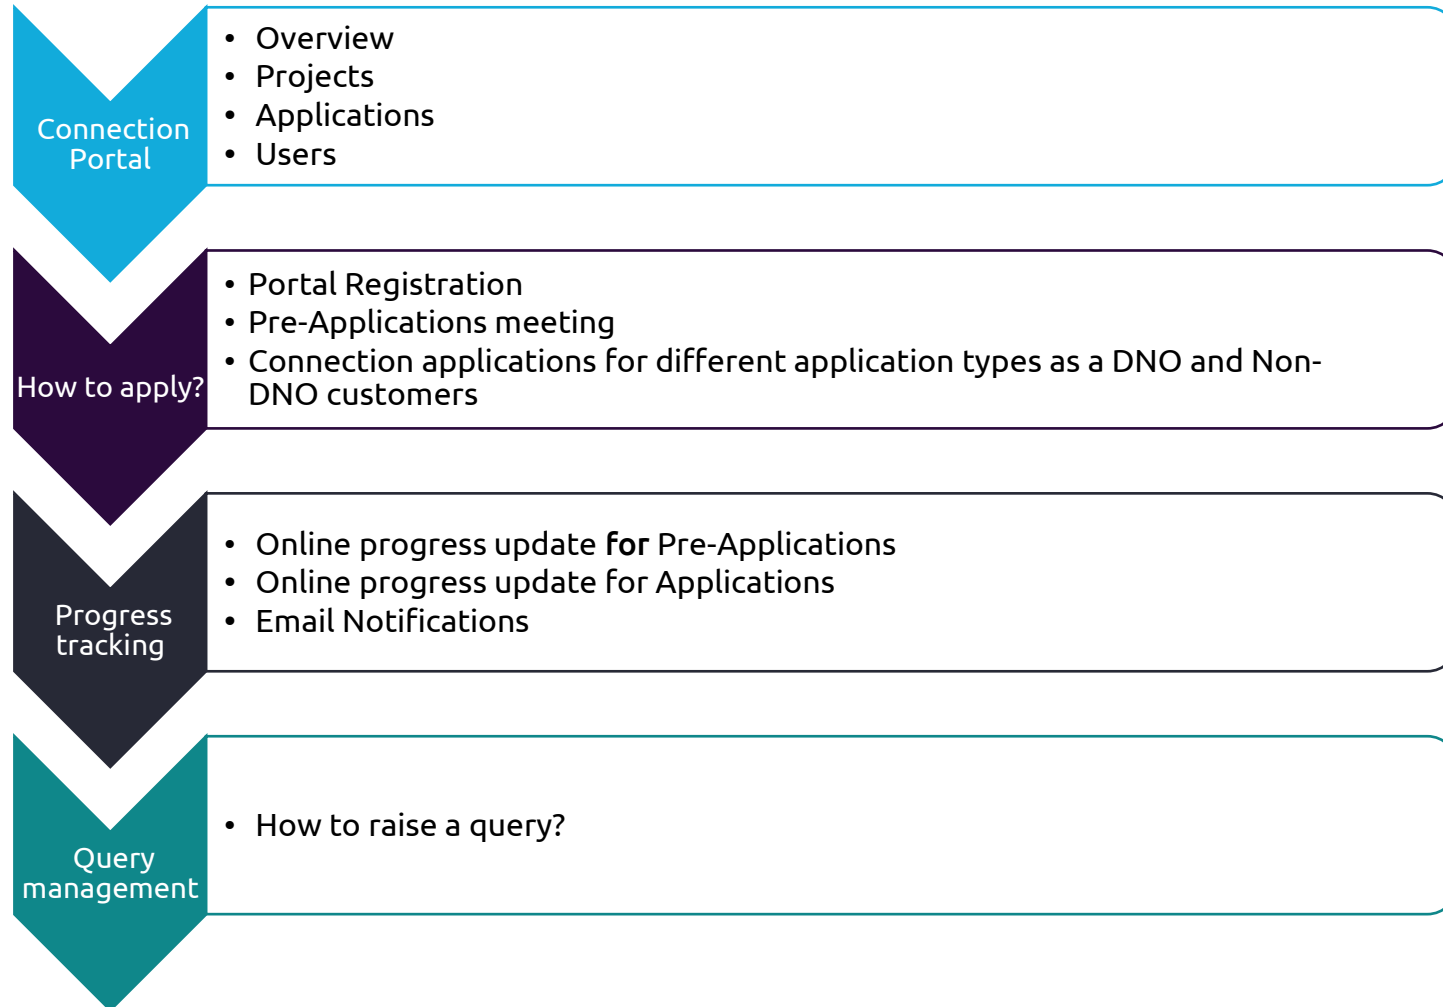 Connection
Portal
• Overview
• Projects
• Applications
• Users
How to apply?
• Portal Registration
• Pre-Applications meeting
• Connection applications for different application types as a DNO and Non-
DNO customers
Progress
tracking
• Online progress update for Pre-Applications
• Online progress update for Applications
• Email Notifications
Query
management
• How to raise a query?